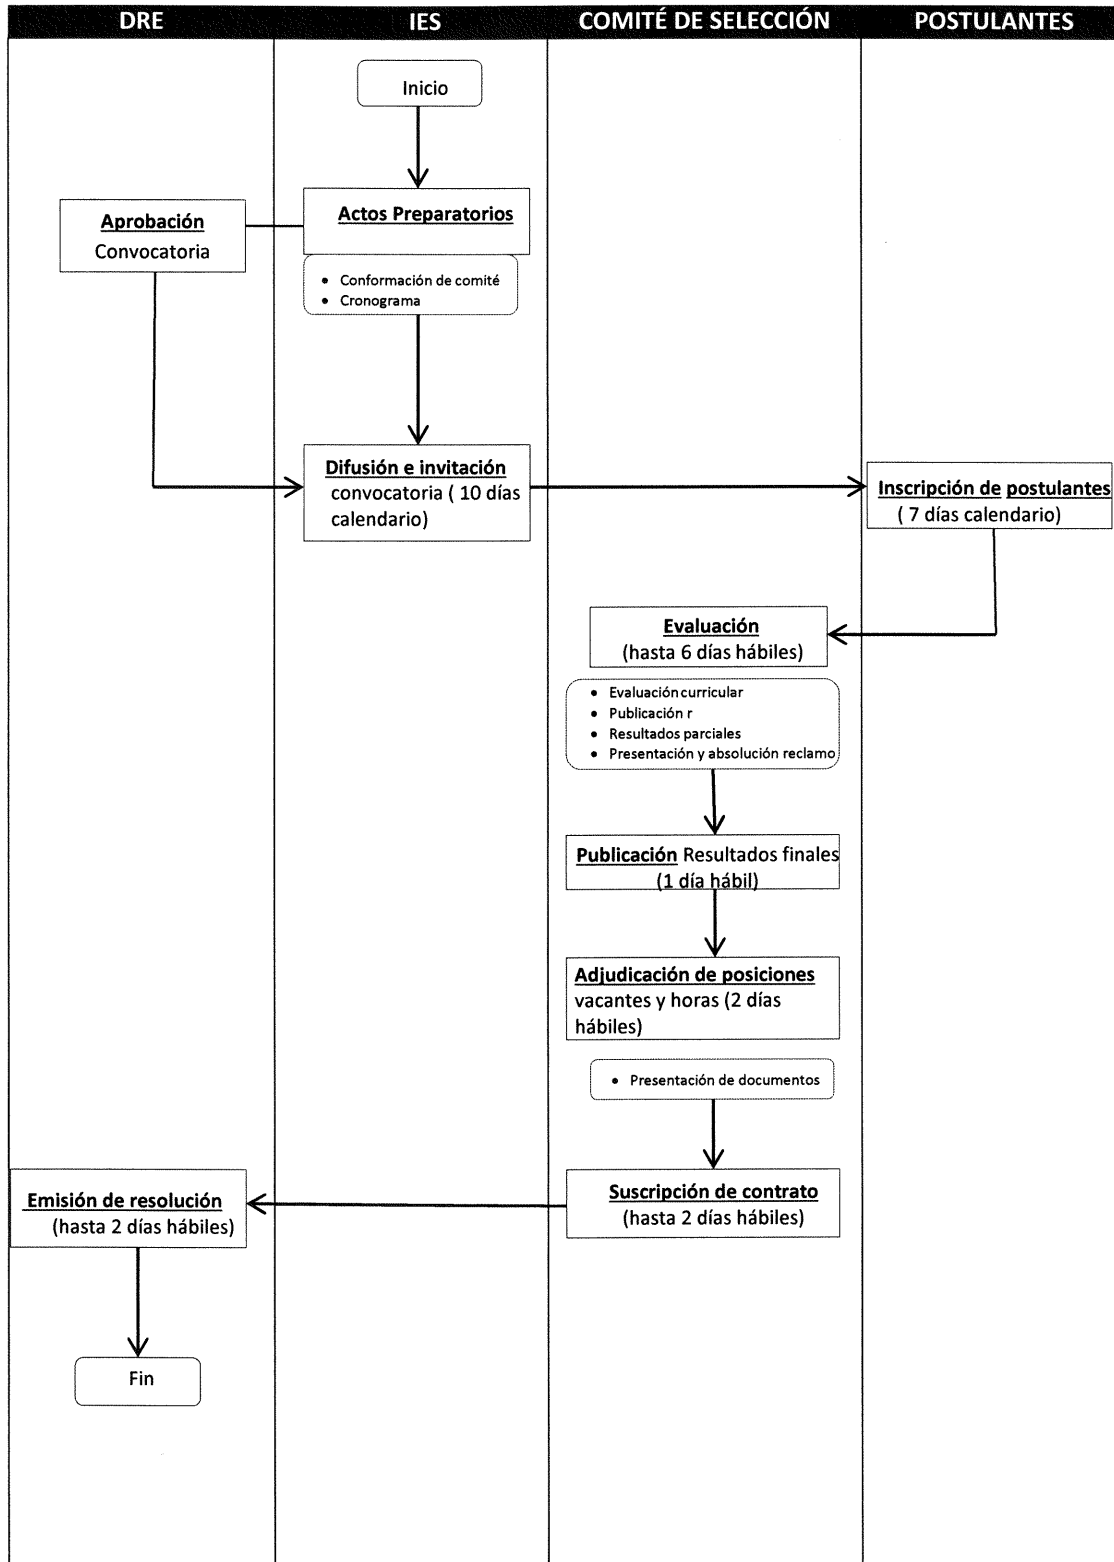 DRE IES COMITÉ DE SELECCIÓN POSTULANTES
Inicio
Aprobación
Convocatoria
Actos Preparatorios
• Conformación de comité
• Cronograma
Difusión e invitación
convocatoria ( 10 días
calendario)
Inscripción de postulantes
( 7 días calendario)
Evaluación
(hasta 6 días hábiles)
• Evaluación curricular
• Publicación r
• Resultados parciales
• Presentación y absolución reclamo
Publicación Resultados finales
(1 día hábil)
Adjudicación de posiciones
vacantes y horas (2 días
hábiles)
• Presentación de documentos
Suscripción de contrato
(hasta 2 días hábiles)
Emisión de resolución
(hasta 2 días hábiles)
Fin